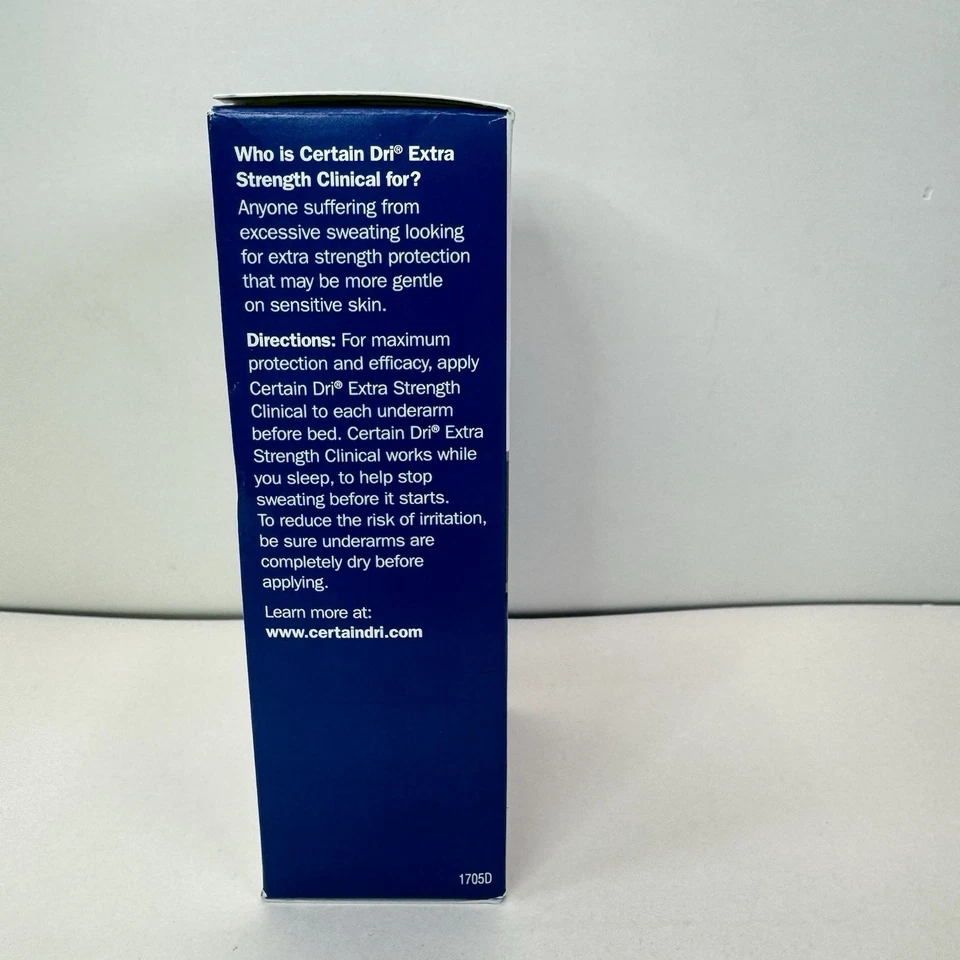 Who is Certain Dri® Extra
Strength Clinical for?
Anyone suffering from
excessive sweating looking
for extra strength protection
that may be more gentle
on sensitive skin.
Directions: For maximum
protection and efficacy, apply
Certain Dri® Extra Strength
Clinical to each underarm
before bed. Certain Dri® Extra
Strength Clinical works while
you sleep, to help stop
sweating before it starts.
To reduce the risk of irritation,
be sure underarms are
completely dry before
applying.
Learn more at:
www.certaindri.com
1705D